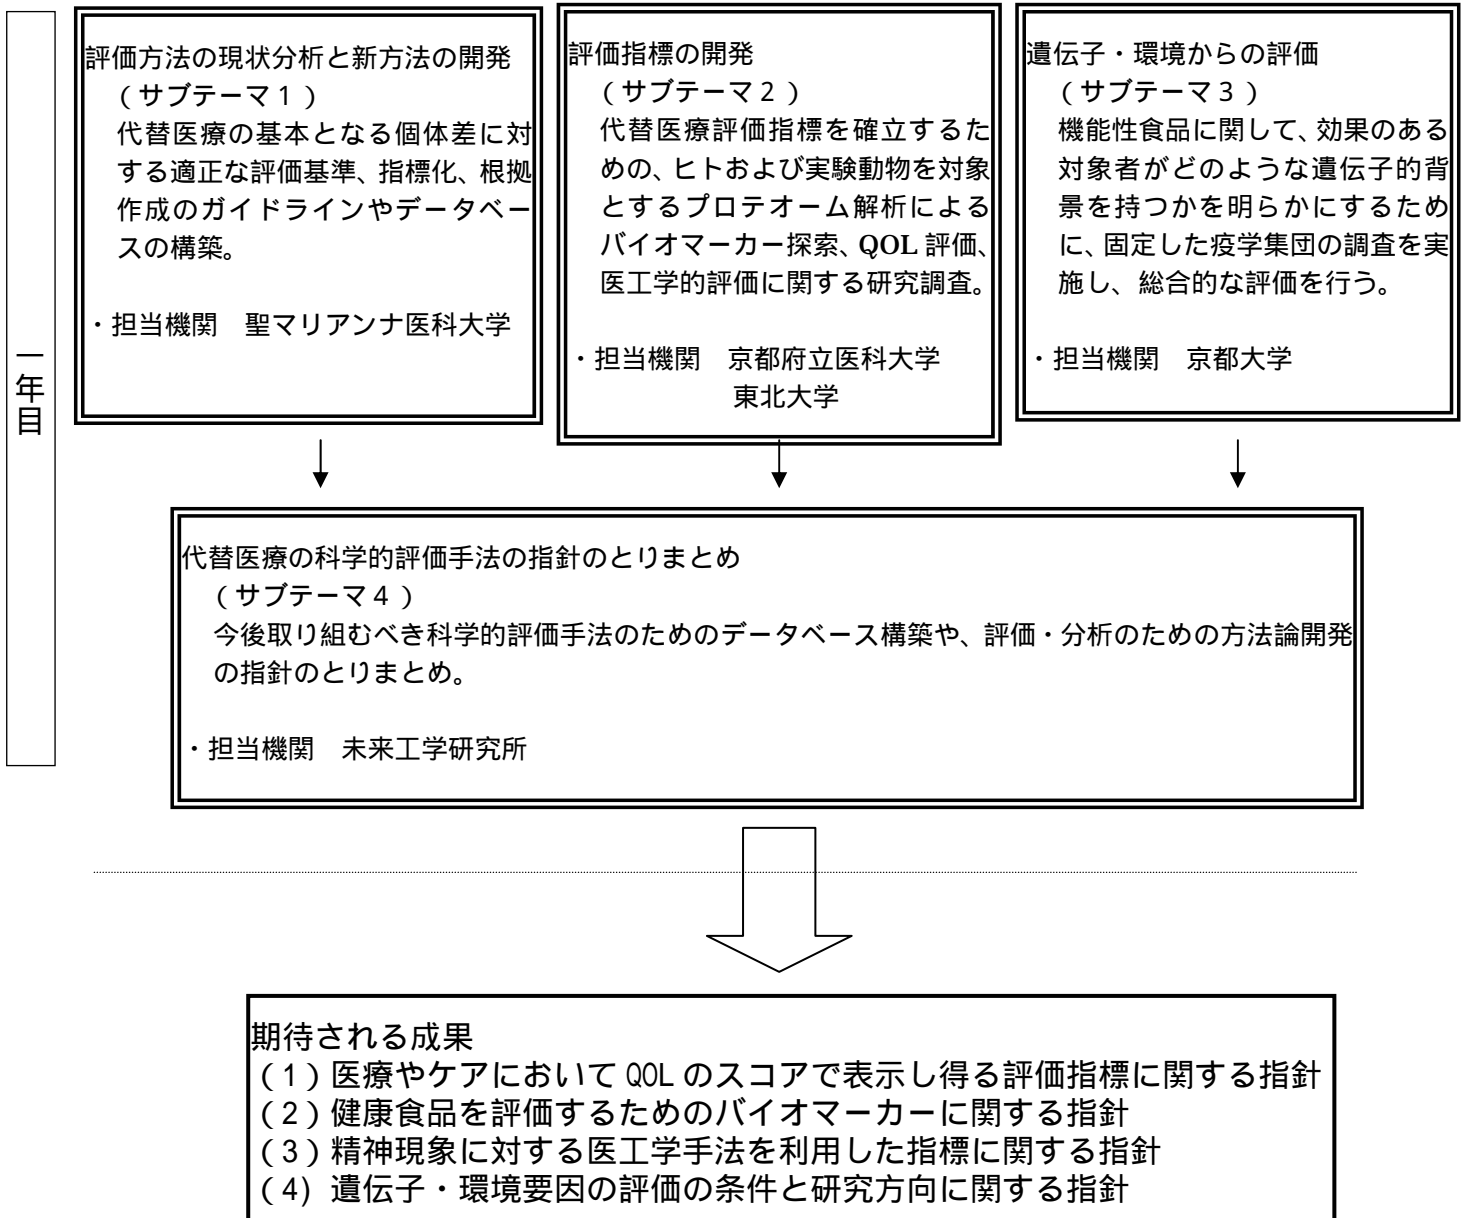 一年目
評価方法の現状分析と新方法の開発
（サブテーマ１）
代替医療の基本となる個体差に対
する適正な評価基準、指標化、根拠
作成のガイドラインやデータベー
スの構築。
・担当機関　聖マリアンナ医科大学
評価指標の開発
（サブテーマ２）
代替医療評価指標を確立するた
めの、ヒトおよび実験動物を対象
とするプロテオーム解析による
バイオマーカー探索、QOL 評価、
医工学的評価に関する研究調査。
・担当機関　京都府立医科大学
東北大学
遺伝子・環境からの評価
（サブテーマ３）
機能性食品に関して、効果のある
対象者がどのような遺伝子的背
景を持つかを明らかにするため
に、固定した疫学集団の調査を実
施し、総合的な評価を行う。
・担当機関　京都大学
代替医療の科学的評価手法の指針のとりまとめ
（サブテーマ４）
今後取り組むべき科学的評価手法のためのデータベース構築や、評価・分析のための方法論開発
の指針のとりまとめ。
・担当機関　未来工学研究所
期待される成果
（1）医療やケアにおいて QOL のスコアで表示し得る評価指標に関する指針
（2）健康食品を評価するためのバイオマーカーに関する指針
（3）精神現象に対する医工学手法を利用した指標に関する指針
（4) 遺伝子・環境要因の評価の条件と研究方向に関する指針